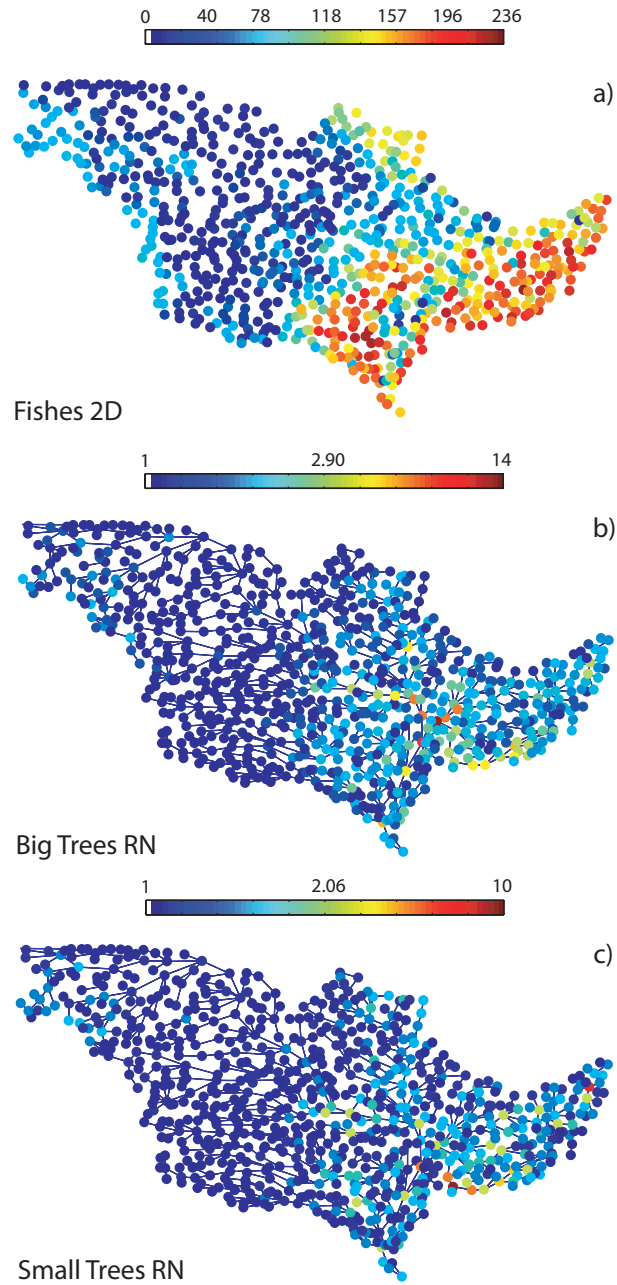 0 40 78 118 157 196 236
a)
Fishes 2D
1 2.90 14
b)
Big Trees RN
1 2.06 10
c)
Small Trees RN